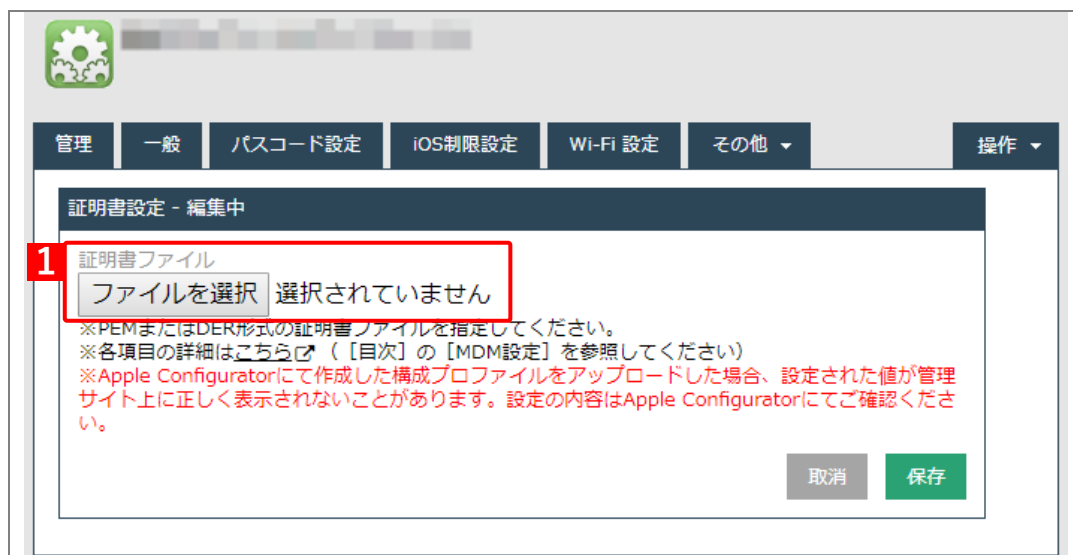 管理 一般 パスコード設定 iOS制限設定 Wi-Fi 設定 その他 操作
証明書設定 - 編集中
1
証明書ファイル
ファイルを選択 選択されていません
※PEMまたはDER形式の証明書ファイルを指定してください。
※各項目の詳細はこちら（［目次］の［MDM設定］を参照してください）
※Apple Configuratorにて作成した構成プロファイルをアップロードした場合、設定された値が管理
サイト上に正しく表示されないことがあります。設定の内容はApple Configuratorにてご確認くださ
い。
取消 保存